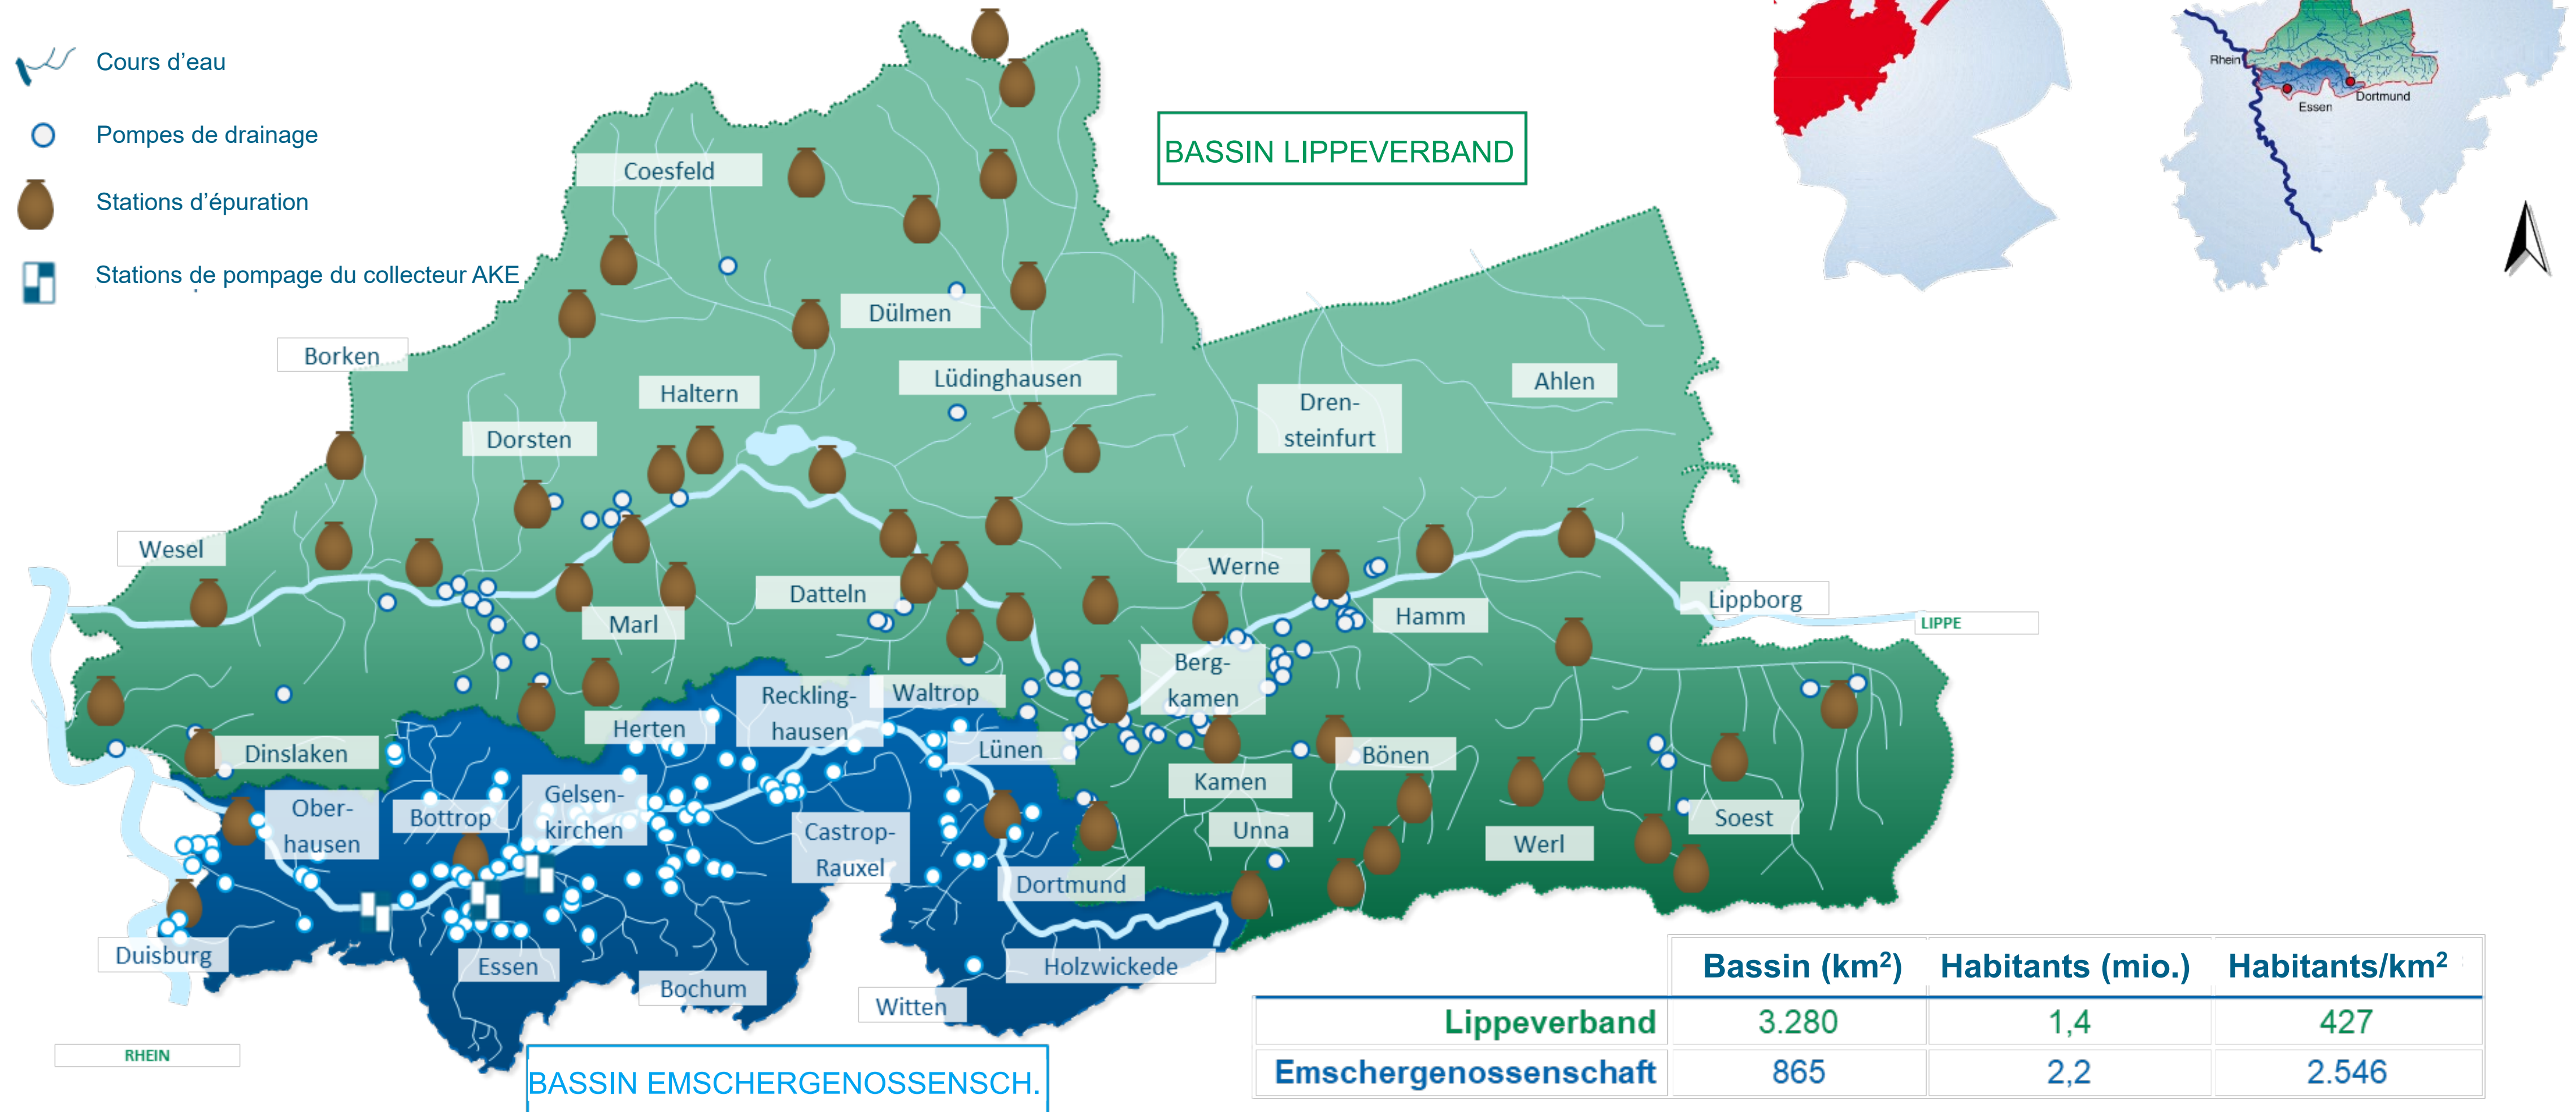 Cours d'eau
Pompes de drainage
Stations d'épuration
Stations de pompage du collecteur AKE
BASSIN LIPPEVERBAND
Rhein
Essen
Dortmund
Coesfeld
Dülmen
Borken
Haltern
Lüdinghausen
Dren-
steinfurt
Ahlen
Dorsten
Wesel
Datteln
Marl
Werne
Hamm
Lippborg
LIPPE
Berg-
kamen
Reckling-
hausen
Waltrop
Herten
Lünen
Dinslaken
Kamen
Bönen
Ober-
hausen
Bottrop
Gelsen-
kirchen
Castrop-
Rauxel
Unna
Werl
Soest
Dortmund
Duisburg
Essen
Bochum
Witten
Holzwickede
RHEIN
BASSIN EMSCHERGENOSSENSCH.
Bassin (km²) Habitants (mio.) Habitants/km²
Lippeverband 3.280 1,4 427
Emschergenossenschaft 865 2,2 2.546